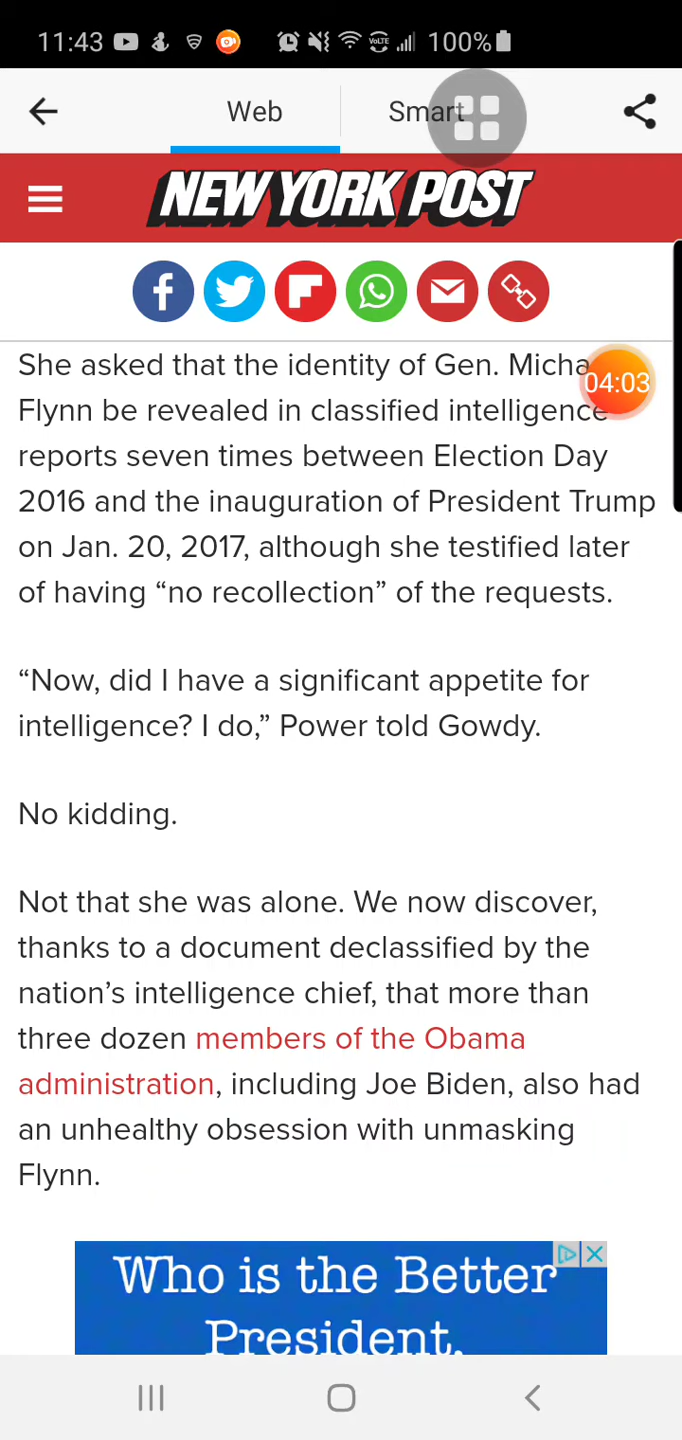 11:43 100%
Web Smart
NEW YORK POST
She asked that the identity of Gen. Micha
04:03
Flynn be revealed in classified intelligence
reports seven times between Election Day
2016 and the inauguration of President Trump
on Jan. 20, 2017, although she testified later
of having “no recollection” of the requests.
“Now, did I have a significant appetite for
intelligence? I do,” Power told Gowdy.
No kidding.
Not that she was alone. We now discover,
thanks to a document declassified by the
nation’s intelligence chief, that more than
three dozen members of the Obama
administration, including Joe Biden, also had
an unhealthy obsession with unmasking
Flynn.
Who is the Better
President.